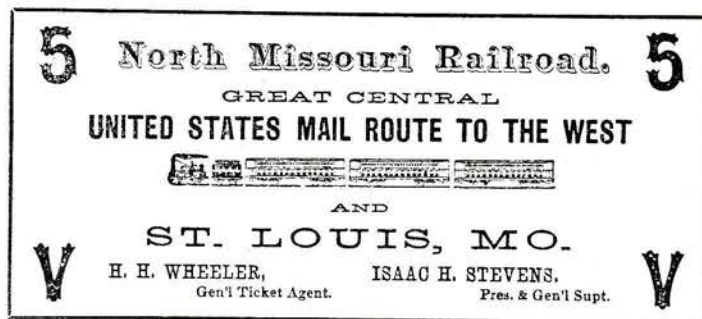 5 North Missouri Railroad. 5
GREAT CENTRAL
UNITED STATES MAIL ROUTE TO THE WEST
AND
ST. LOUIS, MO.
V H. H. WHEELER, ISAAC H. STEVENS. V
Gen'l Ticket Agent. Pres. & Gen'l Supt.